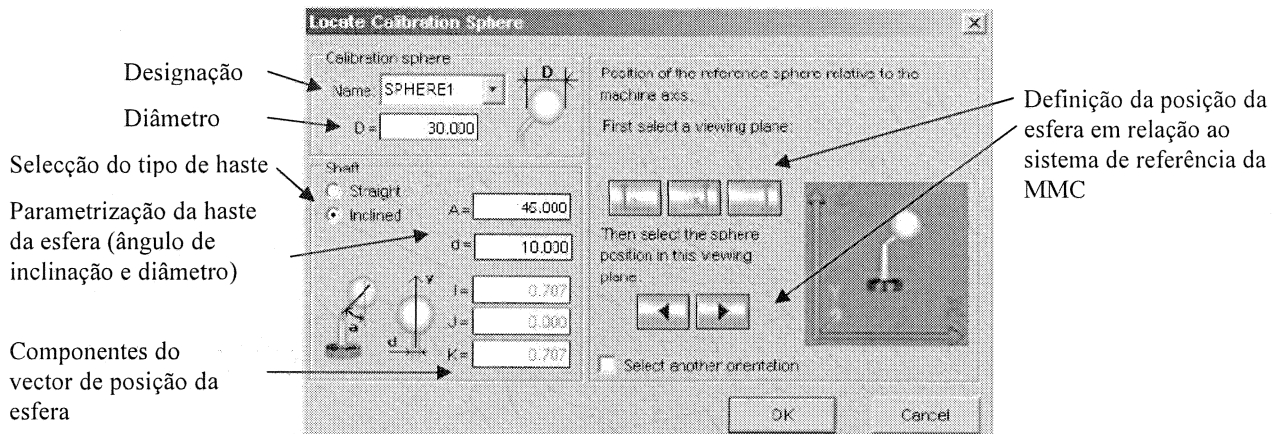 Locate Calibration Sphere
Designação
Diâmetro
Selecção do tipo de haste
Parametrização da haste
da esfera (ângulo de
inclinação e diâmetro)
Componentes do
vector de posição da
esfera
Calibration sphere
Name: SPHERE1
D
D = 30.000
Shaft
Straight
Inclined
A = 45.000
d = 10.000
I = 0.707
J = 0.000
K = 0.707
a
d
Y
Position of the reference sphere relative to the
machine axis.
First select a viewing plane:
Then select the sphere
position in this viewing
plane:
Select another orientation
OK
Cancel
Definição da posição da
esfera em relação ao
sistema de referência da
MMC